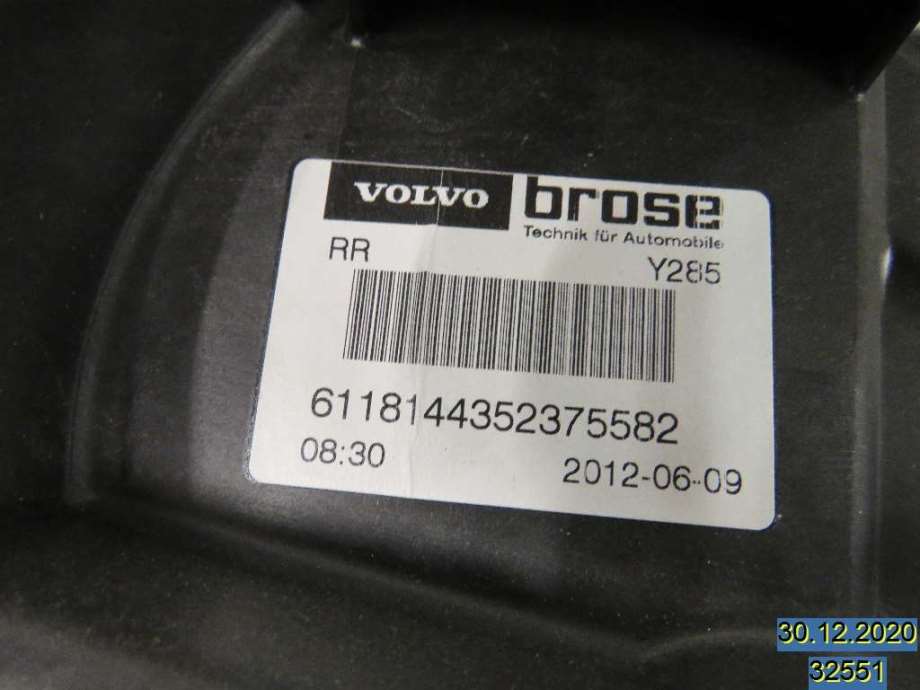 VOLVO brose
Technik für Automobile
RR Y285
6118144352375582
08:30 2012-06-09
30.12.2020
32551